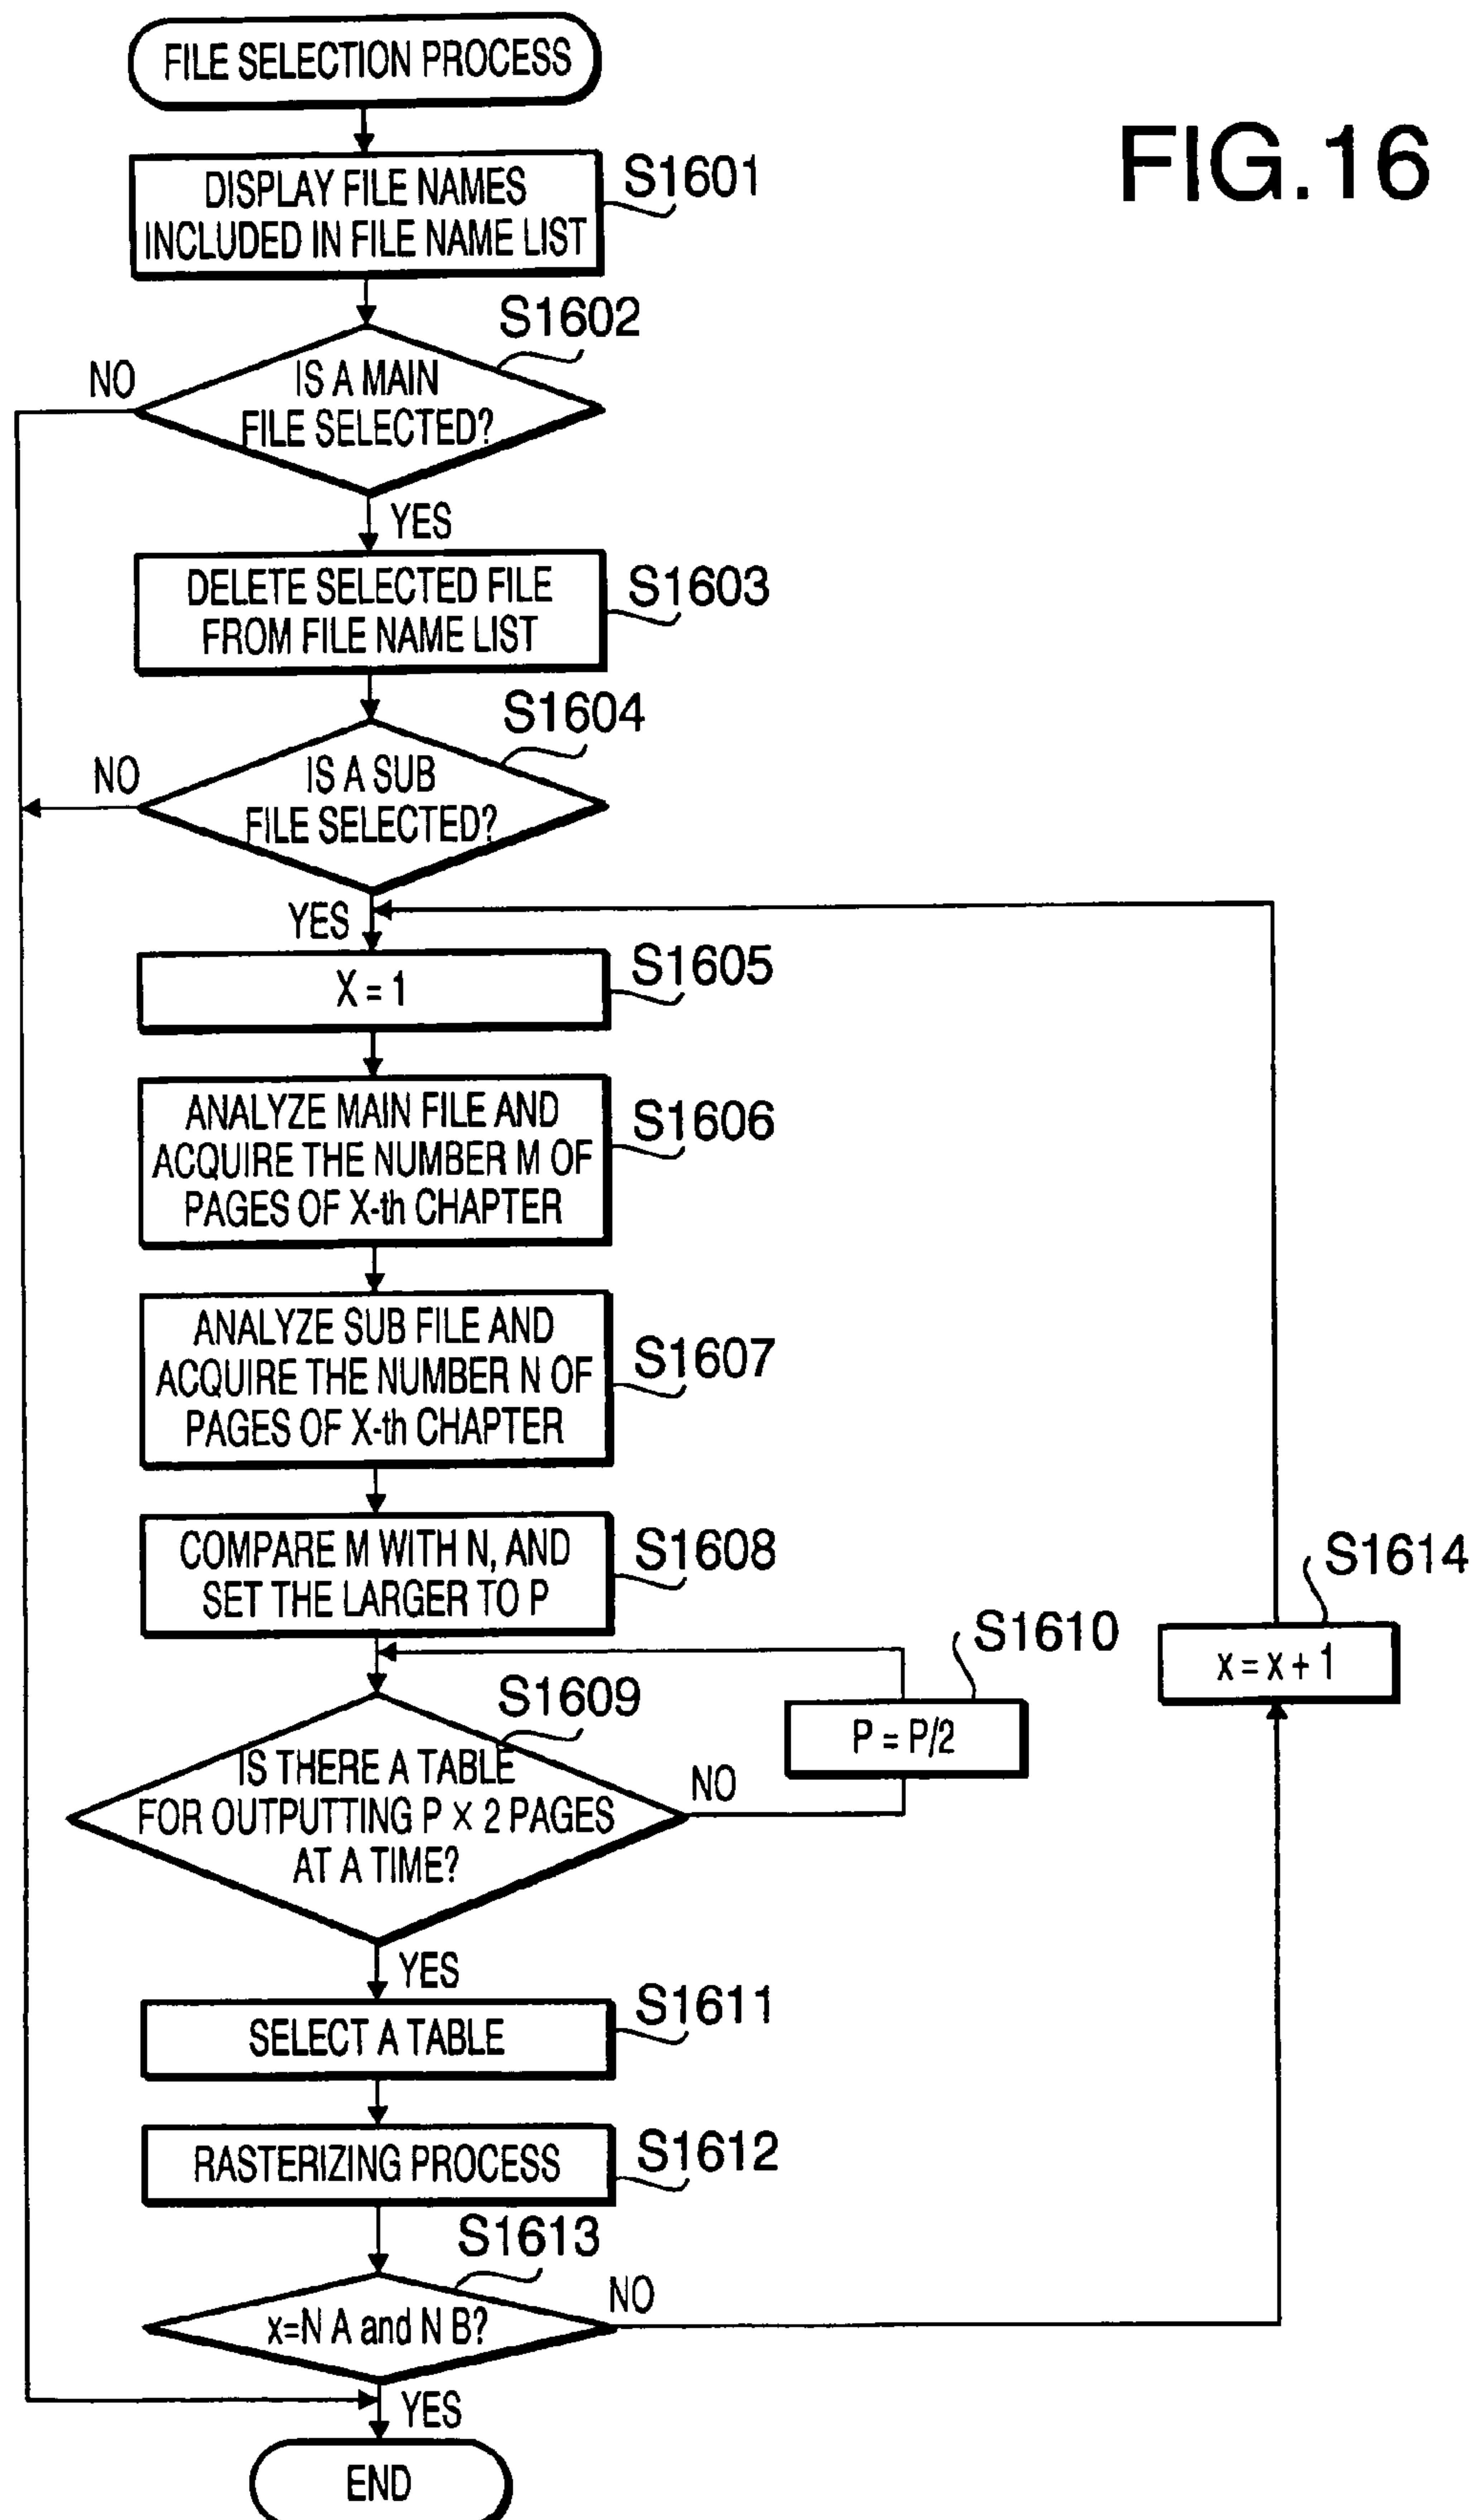 FILE SELECTION PROCESS
FIG.16
DISPLAY FILE NAMES
INCLUDED IN FILE NAME LIST
S1601
S1602
NO
IS A MAIN
FILE SELECTED?
YES
DELETE SELECTED FILE
FROM FILE NAME LIST
S1603
S1604
NO
IS A SUB
FILE SELECTED?
YES
X = 1
S1605
ANALYZE MAIN FILE AND
ACQUIRE THE NUMBER M OF
PAGES OF X-th CHAPTER
S1606
ANALYZE SUB FILE AND
ACQUIRE THE NUMBER N OF
PAGES OF X-th CHAPTER
S1607
COMPARE M WITH N, AND
SET THE LARGER TO P
S1608
S1614
x = x + 1
S1610
P = P/2
S1609
IS THERE A TABLE
FOR OUTPUTTING P × 2 PAGES
AT A TIME?
NO
YES
SELECT A TABLE
S1611
RASTERIZING PROCESS
S1612
S1613
x=N A and N B?
NO
YES
END